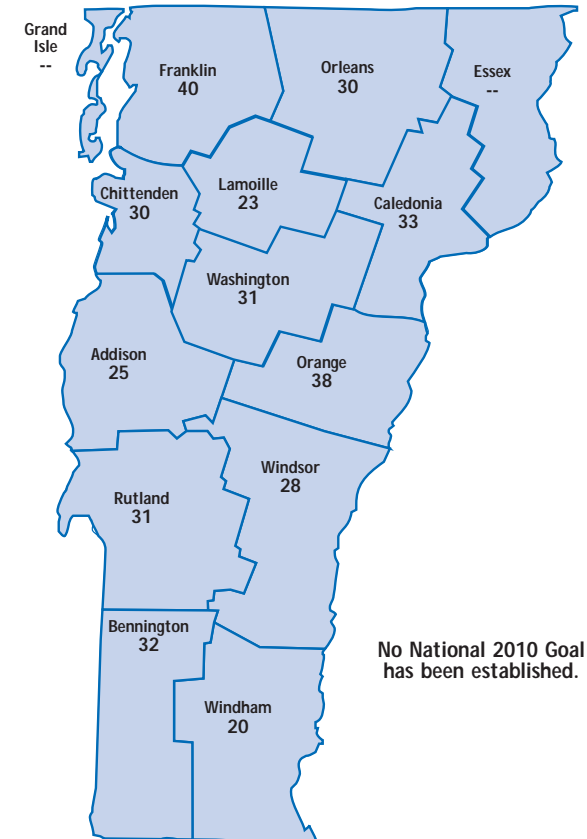 Grand
Isle
--
Franklin
40
Orleans
30
Essex
--
Chittenden
30
Lamoille
23
Caledonia
33
Washington
31
Addison
25
Orange
38
Windsor
28
Rutland
31
Bennington
32
Windham
20
No National 2010 Goal
has been established.